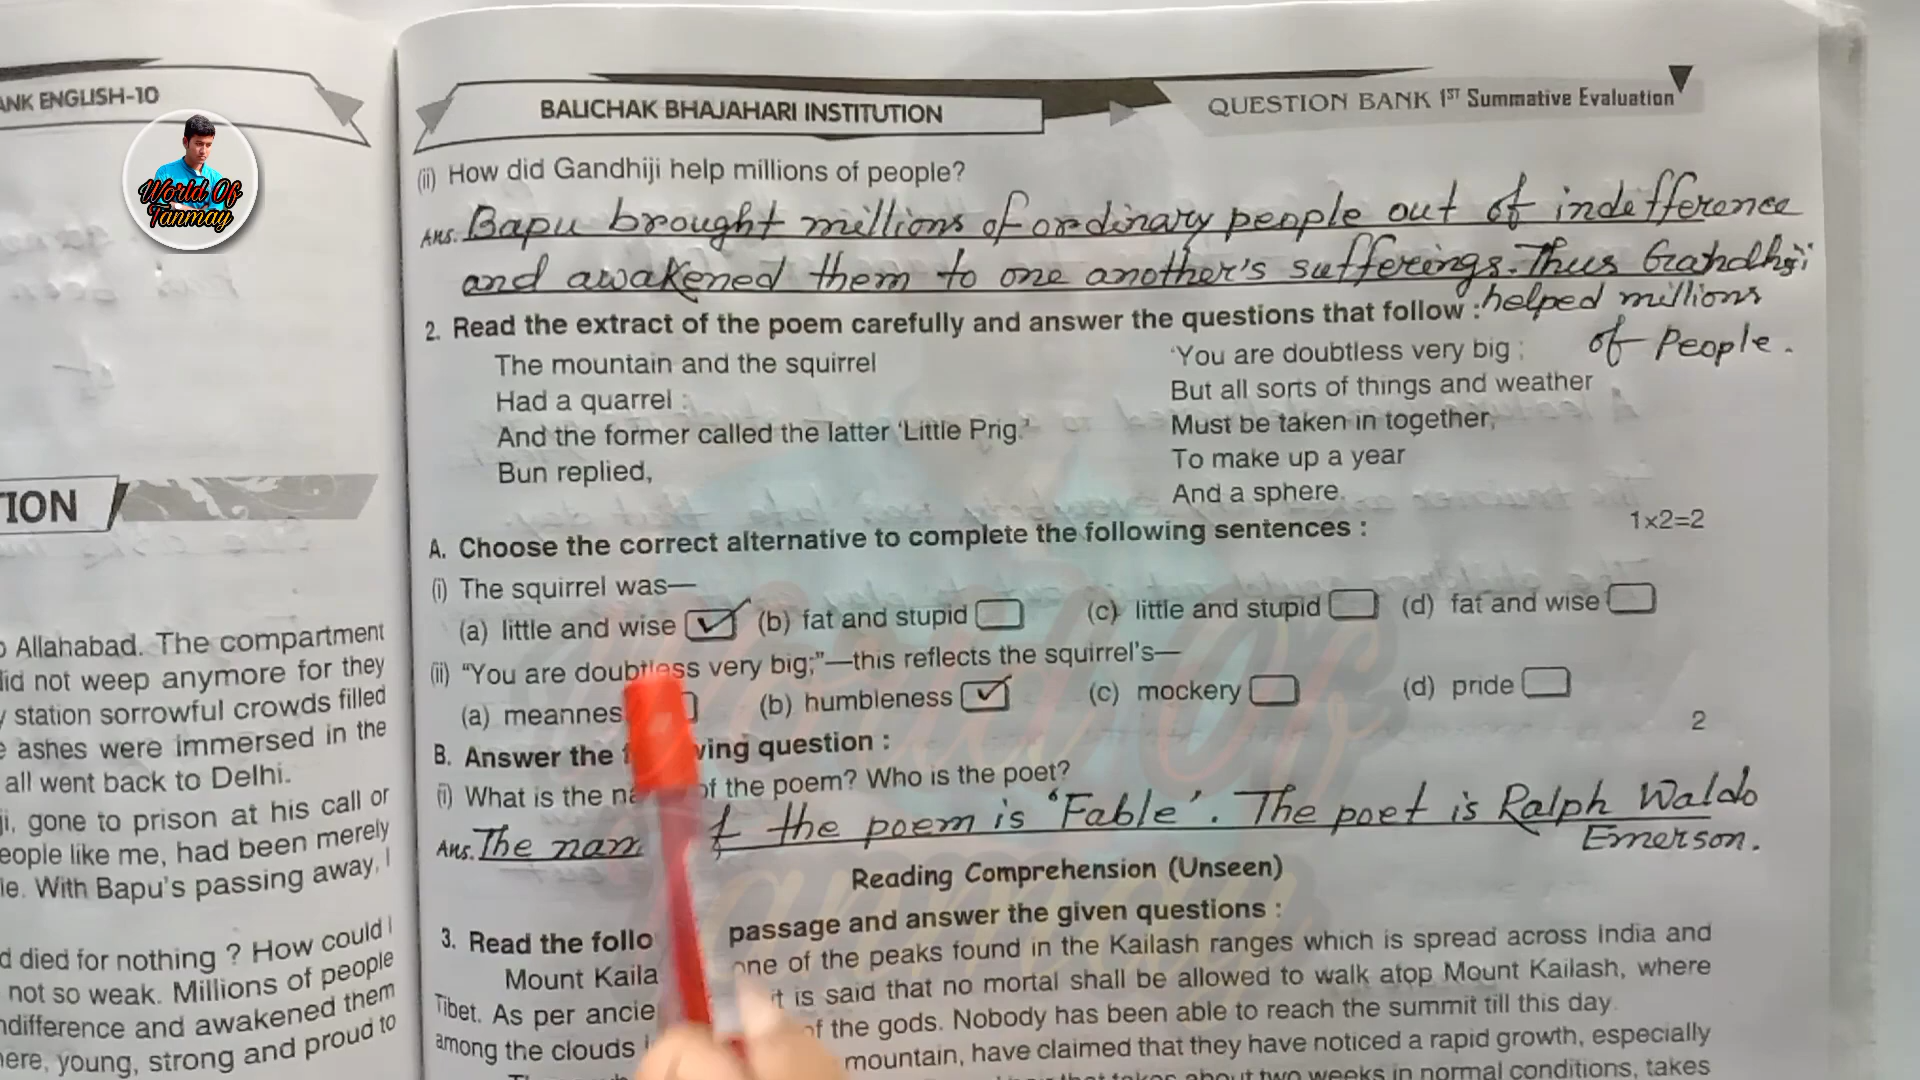 ANK ENGLISH-10
World Of
Tanmay
ION
Allahabad. The compartment
did not weep anymore for they
station sorrowful crowds filled
ashes were immersed in the
all went back to Delhi.
gone to prison at his call or
people like me, had been merely
With Bapu's passing away, I
died for nothing ? How could I
not so weak. Millions of people
indifference and awakened them
here, young, strong and proud to
BALICHAK BHAJAHARI INSTITUTION
QUESTION BANK 1ST Summative Evaluation
(ii) How did Gandhiji help millions of people?
Ans. Bapu brought millions of ordinary people out of indefference
and awakened them to one another's sufferings. Thus Gandhiji
helped millions
of People.
2. Read the extract of the poem carefully and answer the questions that follow :
The mountain and the squirrel
Had a quarrel :
And the former called the latter 'Little Prig.'
Bun replied,
'You are doubtless very big :
But all sorts of things and weather
Must be taken in together,
To make up a year
And a sphere.
A. Choose the correct alternative to complete the following sentences : 1×2=2
(i) The squirrel was—
(a) little and wise (b) fat and stupid (c) little and stupid (d) fat and wise
(ii) "You are doubtless very big;"—this reflects the squirrel's—
(a) meannes (b) humbleness (c) mockery (d) pride
B. Answer the ving question : 2
(i) What is the na of the poem? Who is the poet?
Ans. The nam f the poem is 'Fable'. The poet is Ralph Waldo
Emerson.
Reading Comprehension (Unseen)
3. Read the follo passage and answer the given questions :
Mount Kaila one of the peaks found in the Kailash ranges which is spread across India and
Tibet. As per ancie it is said that no mortal shall be allowed to walk atop Mount Kailash, where
among the clouds of the gods. Nobody has been able to reach the summit till this day.
mountain, have claimed that they have noticed a rapid growth, especially
about two weeks in normal conditions, takes